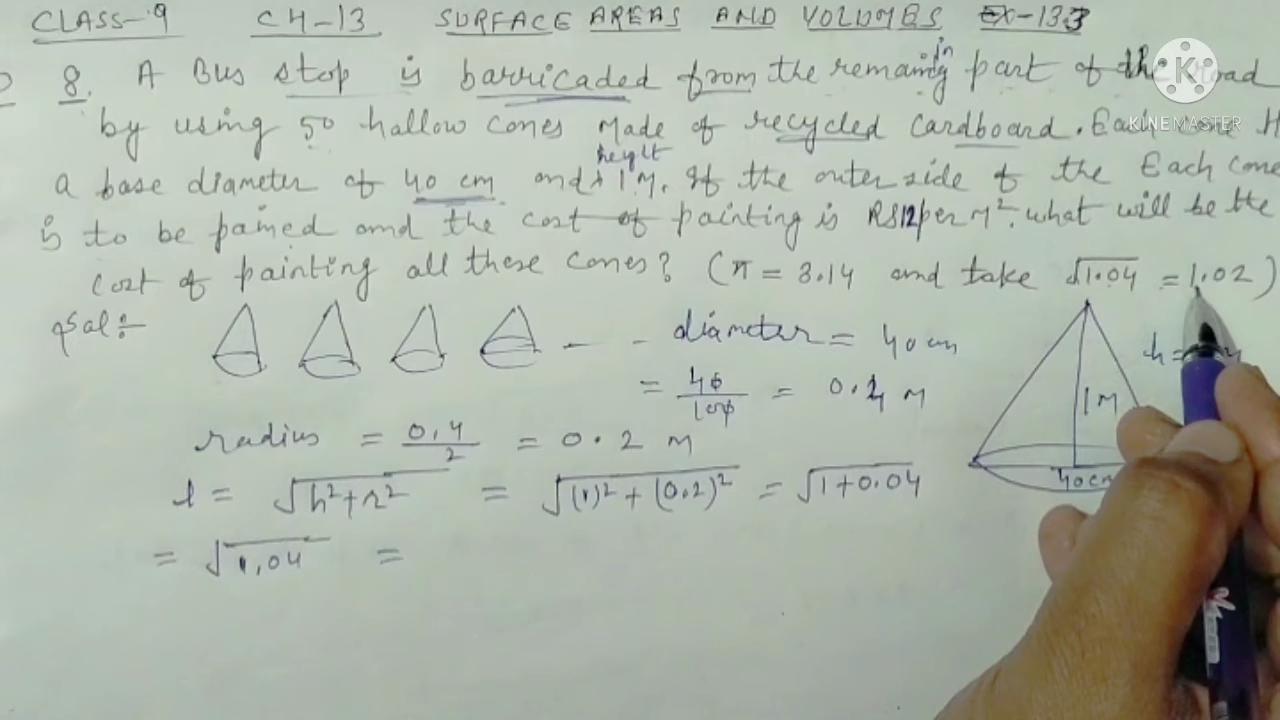 CLASS-9 CH-13 SURFACE AREAS AND VOLUMES EX-13.3
8. A Bus stop is barricaded from the remaining part of the road
by using 50 hallow cones Made of recycled Cardboard. Each
KINEMASTER
a base diameter of 40 cm and height 1 M. If the outer side of the Each cone
is to be pained and the cost of painting is RS12 per M². what will be the
cost of painting all these cones? (π = 3.14 and take √1.04 = 1.02)
Sol:-
diameter = 40 cm
= 40/100 = 0.4 M
h =
1M
40cm
radius = 0.4/2 = 0.2 M
l = √h²+r² = √(1)²+(0.2)² = √1+0.04
= √1.04 =